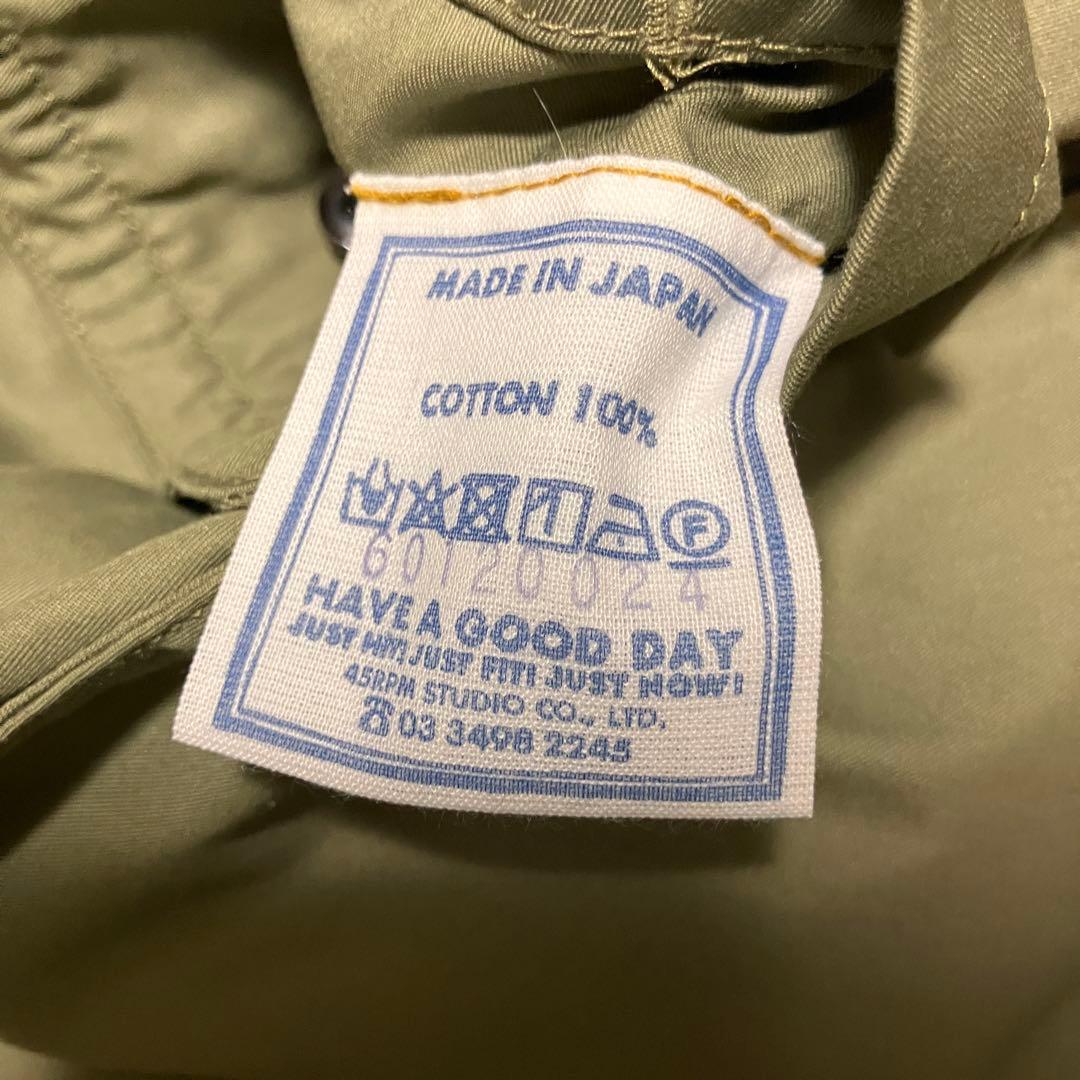 MADE IN JAPAN
COTTON 100%
F
60120024
HAVE A GOOD DAY
JUST HIT! JUST FIT! JUST NOW!
45RPM STUDIO CO., LTD.
☎03 3498 2245